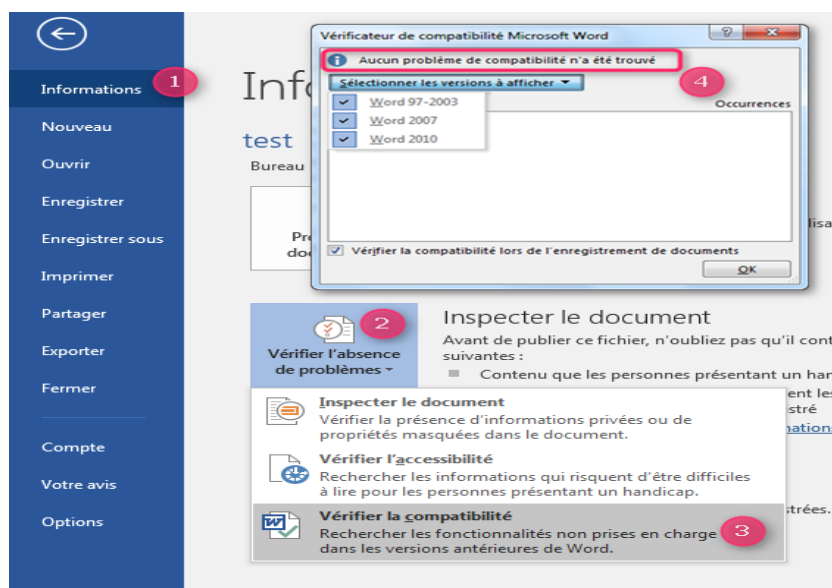 Informations 1
Nouveau
Ouvrir
Enregistrer
Enregistrer sous
Imprimer
Partager
Exporter
Fermer
Compte
Votre avis
Options
test
Bureau
Vérificateur de compatibilité Microsoft Word
Aucun problème de compatibilité n'a été trouvé
Sélectionner les versions à afficher 4
Word 97-2003
Occurrences
Word 2007
Word 2010
Vérifier la compatibilité lors de l'enregistrement de documents
OK
2
Vérifier l'absence
de problèmes
Inspecter le document
Avant de publier ce fichier, n'oubliez pas qu'il
suivantes :
Contenu que les personnes présentant un
Inspecter le document
Vérifier la présence d'informations privées ou de
propriétés masquées dans le document.
Vérifier l'accessibilité
Rechercher les informations qui risquent d'être difficiles
à lire pour les personnes présentant un handicap.
Vérifier la compatibilité
Rechercher les fonctionnalités non prises en charge 3
dans les versions antérieures de Word.